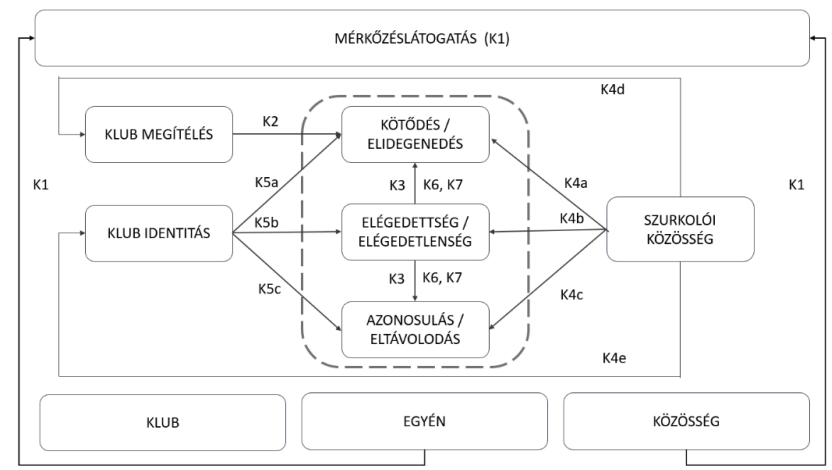 MÉRKŐZÉSLÁTOGATÁS (K1)
K4d
KLUB MEGÍTÉLÉS
K2
KÖTŐDÉS /
ELIDEGENEDÉS
K1
K5a
K3
K6, K7
K4a
K1
KLUB IDENTITÁS
K5b
ELÉGEDETTSÉG /
ELÉGEDETLENSÉG
K4b
SZURKOLÓI
KÖZÖSSÉG
K5c
K3
K6, K7
K4c
AZONOSULÁS /
ELTÁVOLODÁS
K4e
KLUB
EGYÉN
KÖZÖSSÉG